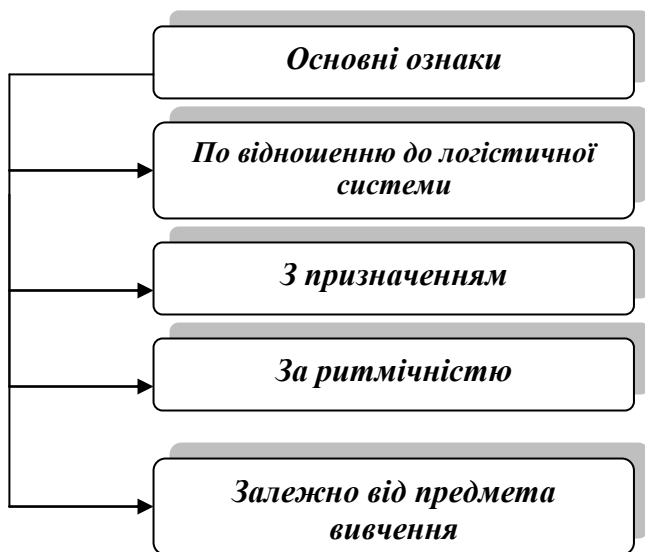 Основні ознаки
По відношенню до логістичної
системи
З призначенням
За ритмічністю
Залежно від предмета
вивчення